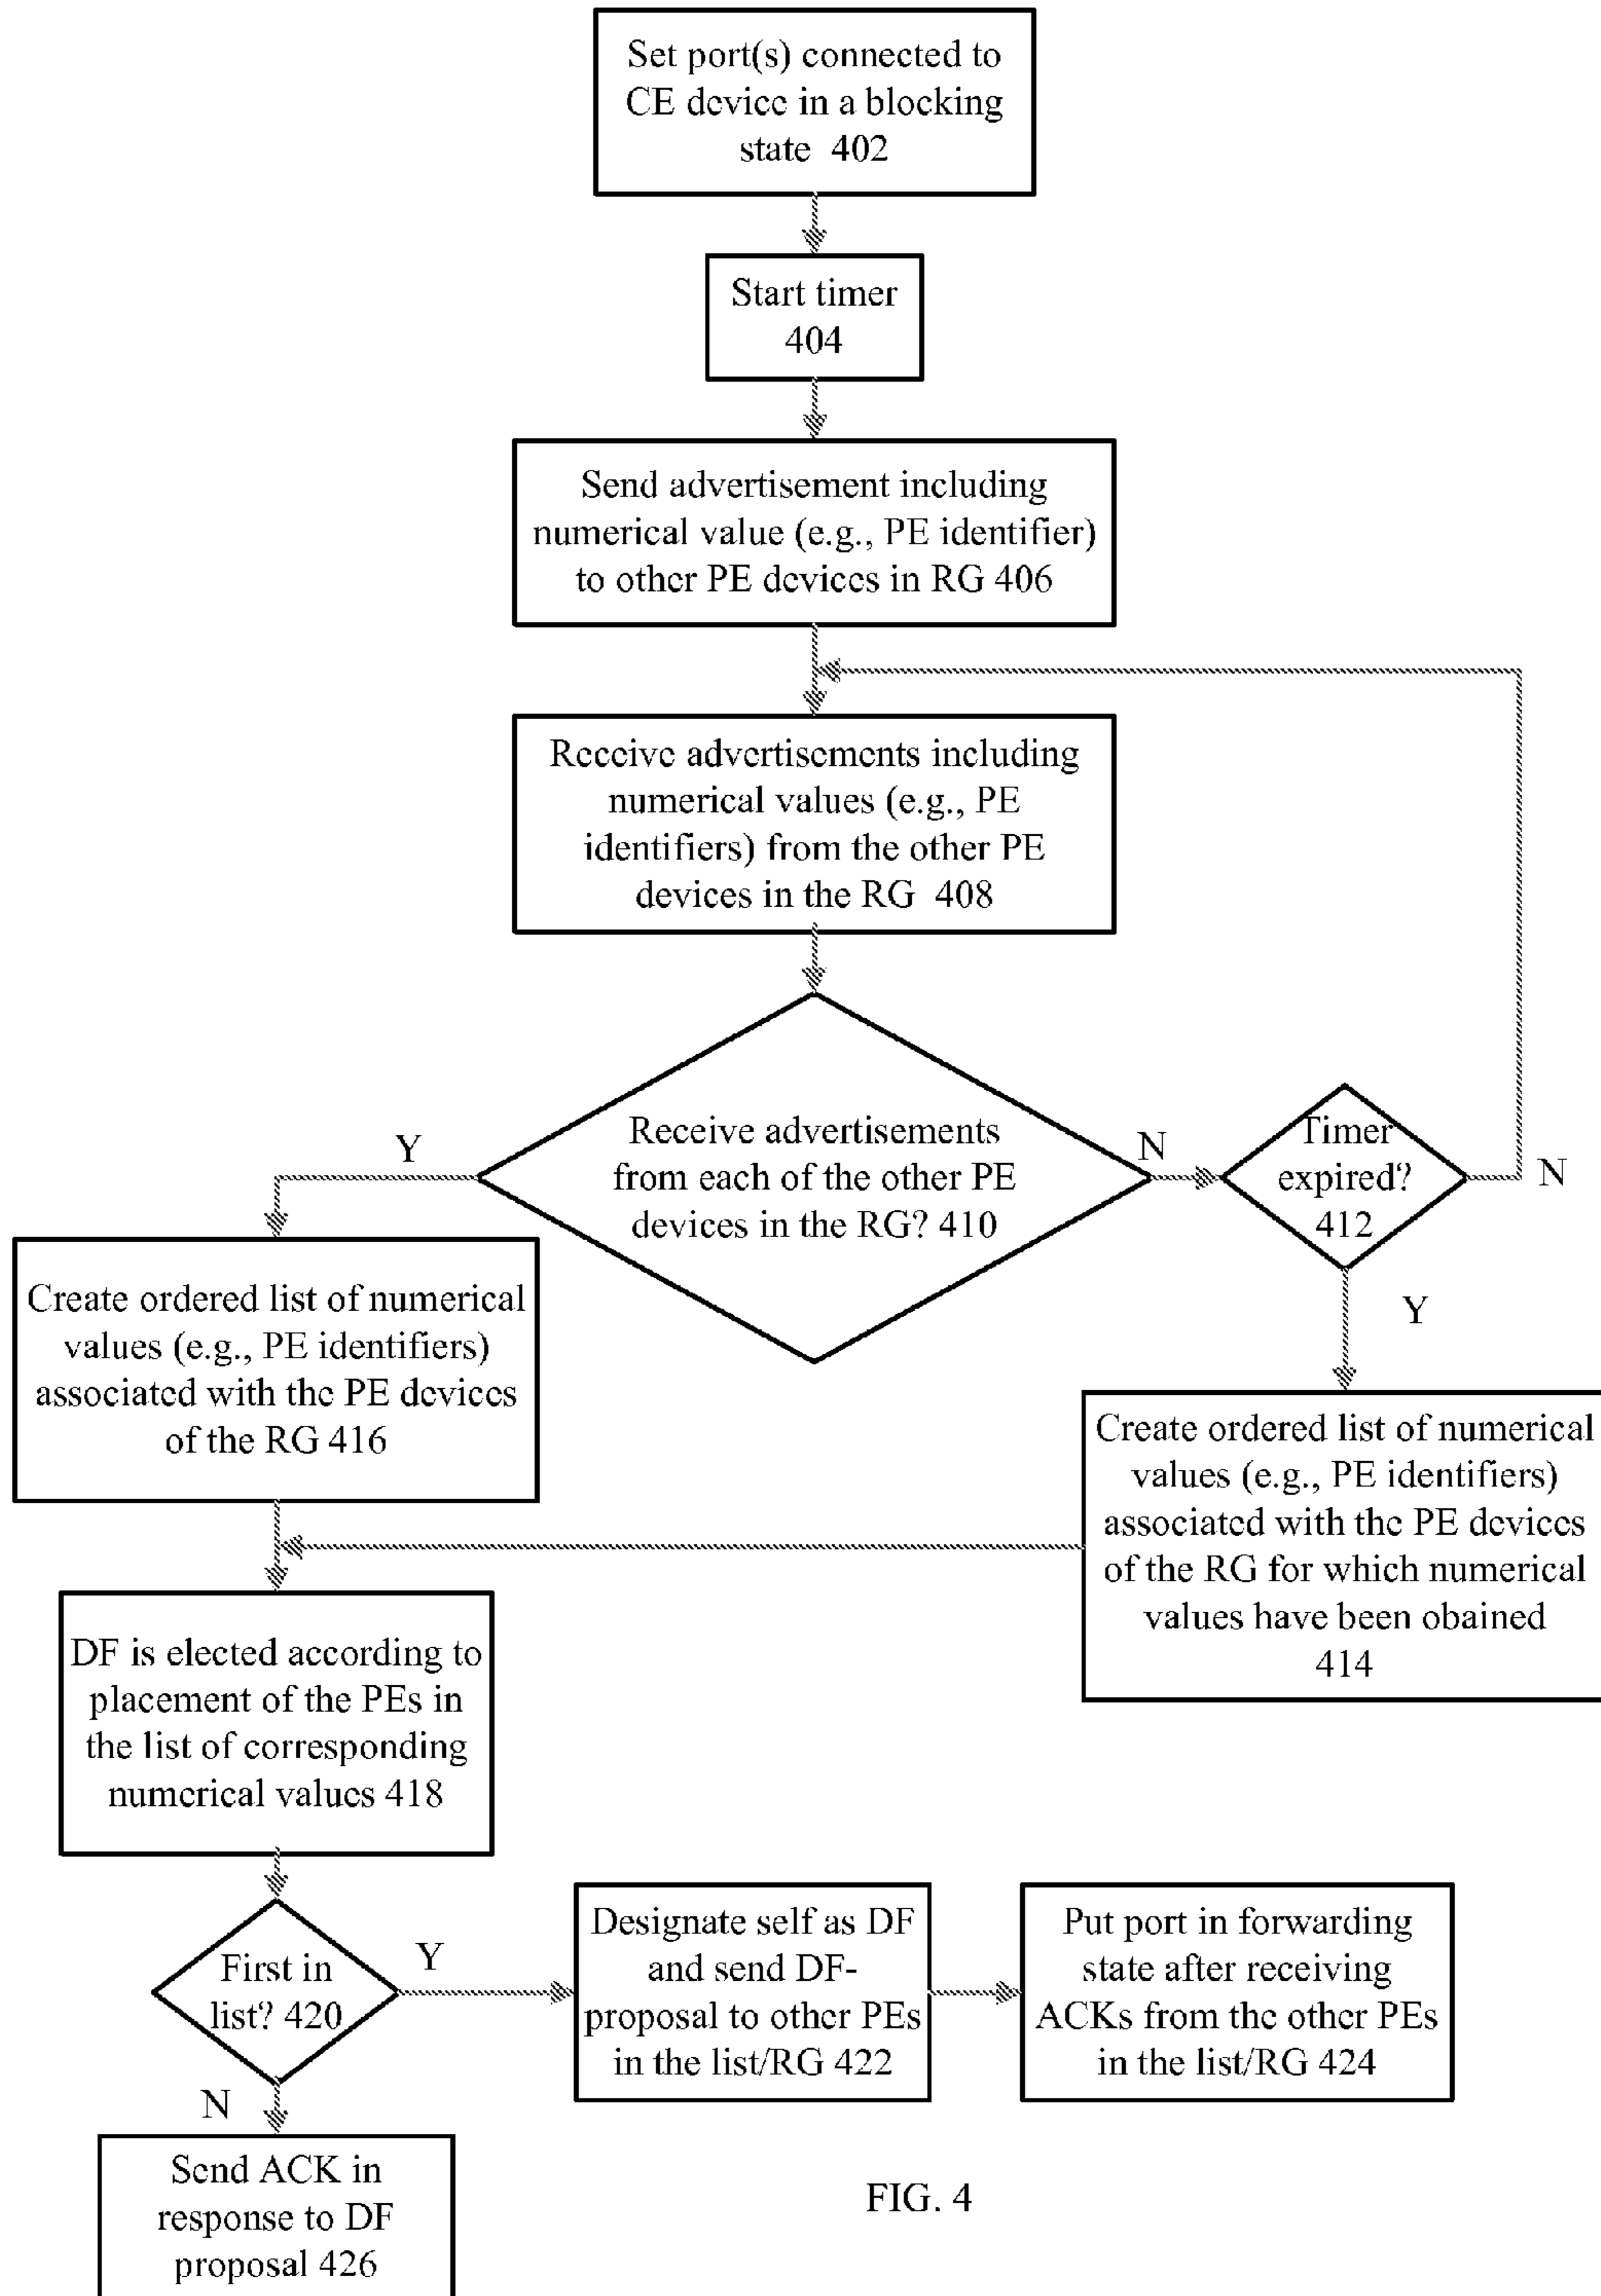 Set port(s) connected to
CE device in a blocking
state 402
Start timer
404
Send advertisement including
numerical value (e.g., PE identifier)
to other PE devices in RG 406
Receive advertisements including
numerical values (e.g., PE
identifiers) from the other PE
devices in the RG 408
Receive advertisements
from each of the other PE
devices in the RG? 410
Y
N
Timer
expired?
412
N
Y
Create ordered list of numerical
values (e.g., PE identifiers)
associated with the PE devices
of the RG 416
Create ordered list of numerical
values (e.g., PE identifiers)
associated with the PE devices
of the RG for which numerical
values have been obained
414
DF is elected according to
placement of the PEs in
the list of corresponding
numerical values 418
First in
list? 420
Y
N
Designate self as DF
and send DF-
proposal to other PEs
in the list/RG 422
Put port in forwarding
state after receiving
ACKs from the other PEs
in the list/RG 424
Send ACK in
response to DF
proposal 426
FIG. 4